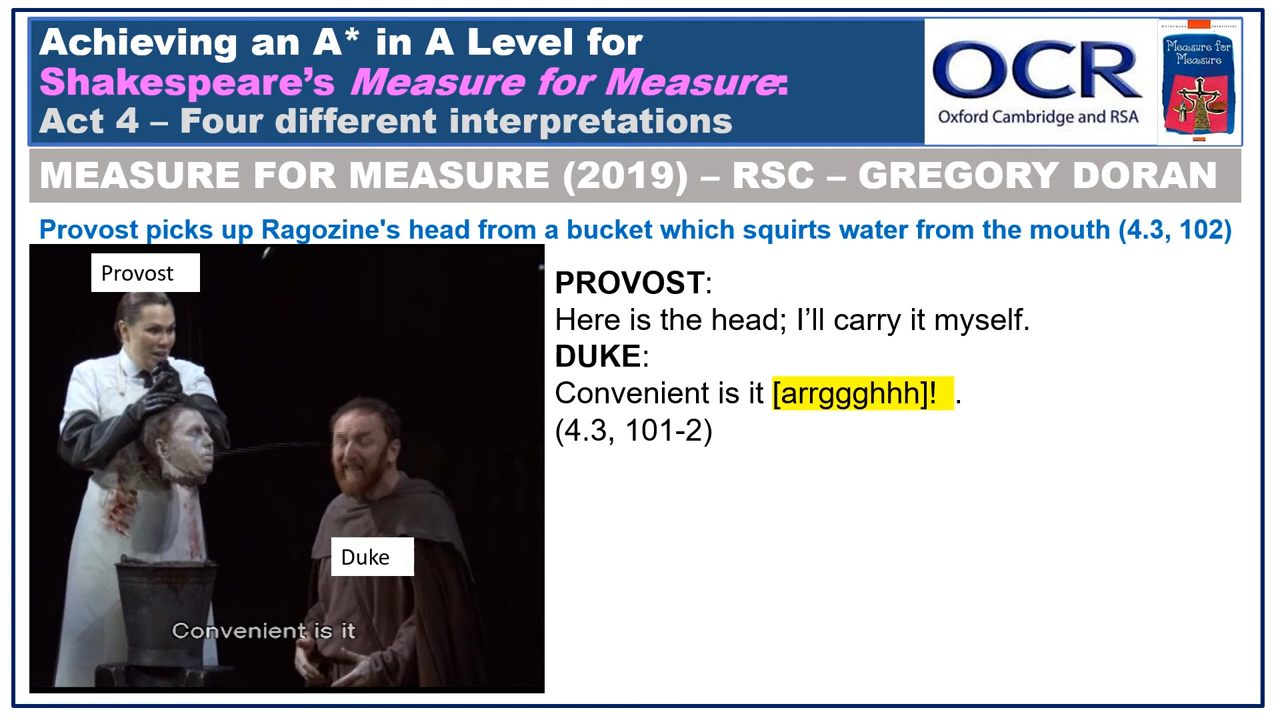 Achieving an A* in A Level for
Shakespeare's Measure for Measure:
Act 4 – Four different interpretations
OCR
Oxford Cambridge and RSA
Measure for
Measure
MEASURE FOR MEASURE (2019) – RSC – GREGORY DORAN
Provost picks up Ragozine's head from a bucket which squirts water from the mouth (4.3, 102)
Provost
Duke
Convenient is it
PROVOST:
Here is the head; I'll carry it myself.
DUKE:
Convenient is it [arrggghhh]! .
(4.3, 101-2)